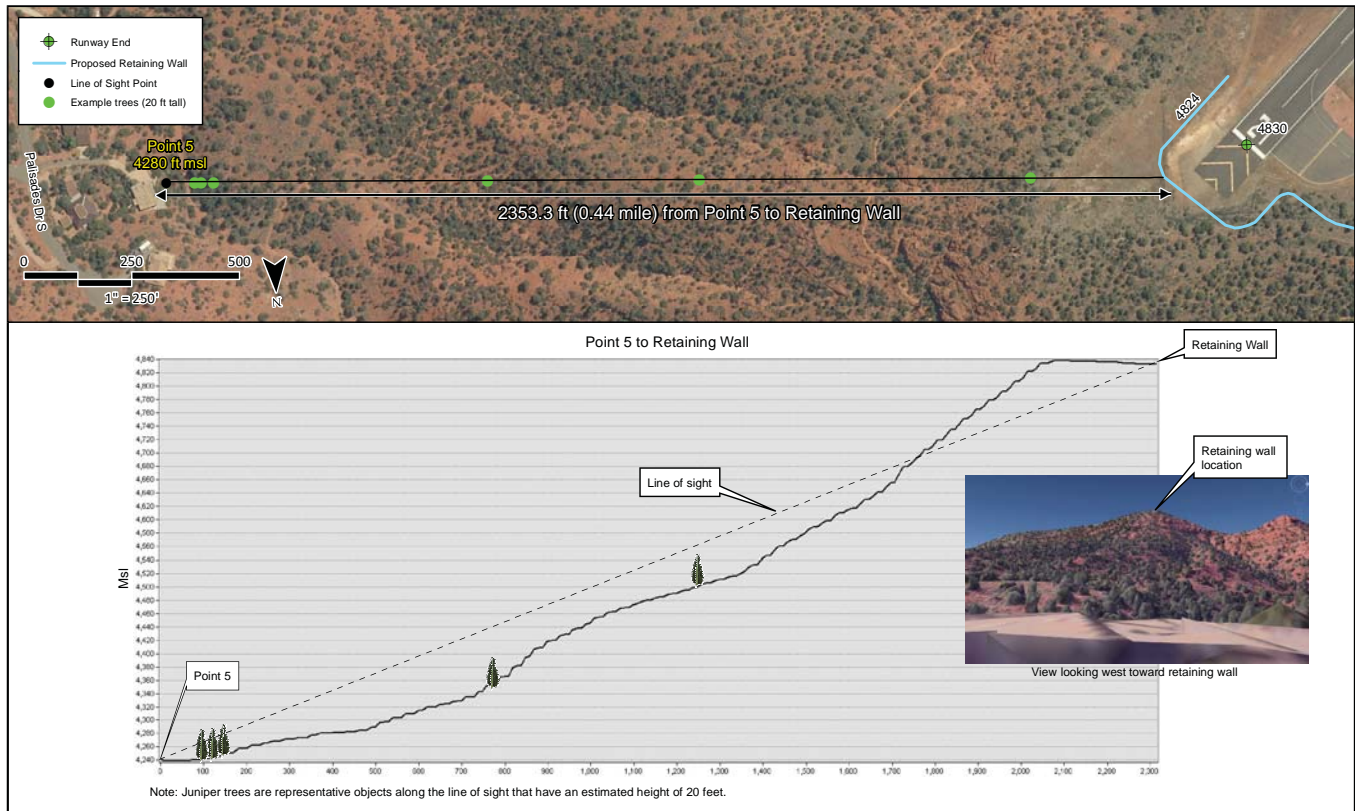 Runway End
Proposed Retaining Wall
Line of Sight Point
Example trees (20 ft tall)
Point 5
4280 ft msl
Palisades Dr S
4824
4830
2353.3 ft (0.44 mile) from Point 5 to Retaining Wall
0 250 500
1" = 250'
N
Point 5 to Retaining Wall
Retaining Wall
4,840
4,820
4,800
4,780
4,760
4,740
4,720
4,700
4,680
4,660
4,640
4,620
4,600
4,580
4,560
4,540
4,520
4,500
4,480
4,460
4,440
4,420
4,400
4,380
4,360
4,340
4,320
4,300
4,280
4,260
4,240
Msl
Line of sight
Retaining wall
location
Point 5
View looking west toward retaining wall
0 100 200 300 400 500 600 700 800 900 1,000 1,100 1,200 1,300 1,400 1,500 1,600 1,700 1,800 1,900 2,000 2,100 2,200 2,300
Note: Juniper trees are representative objects along the line of sight that have an estimated height of 20 feet.